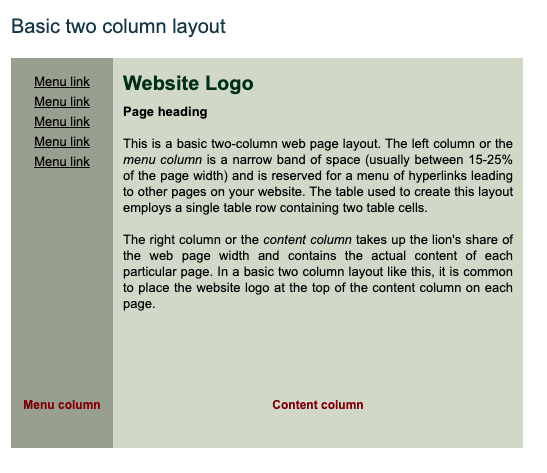 Basic two column layout
Menu link
Menu link
Menu link
Menu link
Menu link
Website Logo
Page heading
This is a basic two-column web page layout. The left column or the
menu column is a narrow band of space (usually between 15-25%
of the page width) and is reserved for a menu of hyperlinks leading
to other pages on your website. The table used to create this layout
employs a single table row containing two table cells.
The right column or the content column takes up the lion's share of
the web page width and contains the actual content of each
particular page. In a basic two column layout like this, it is common
to place the website logo at the top of the content column on each
page.
Menu column
Content column